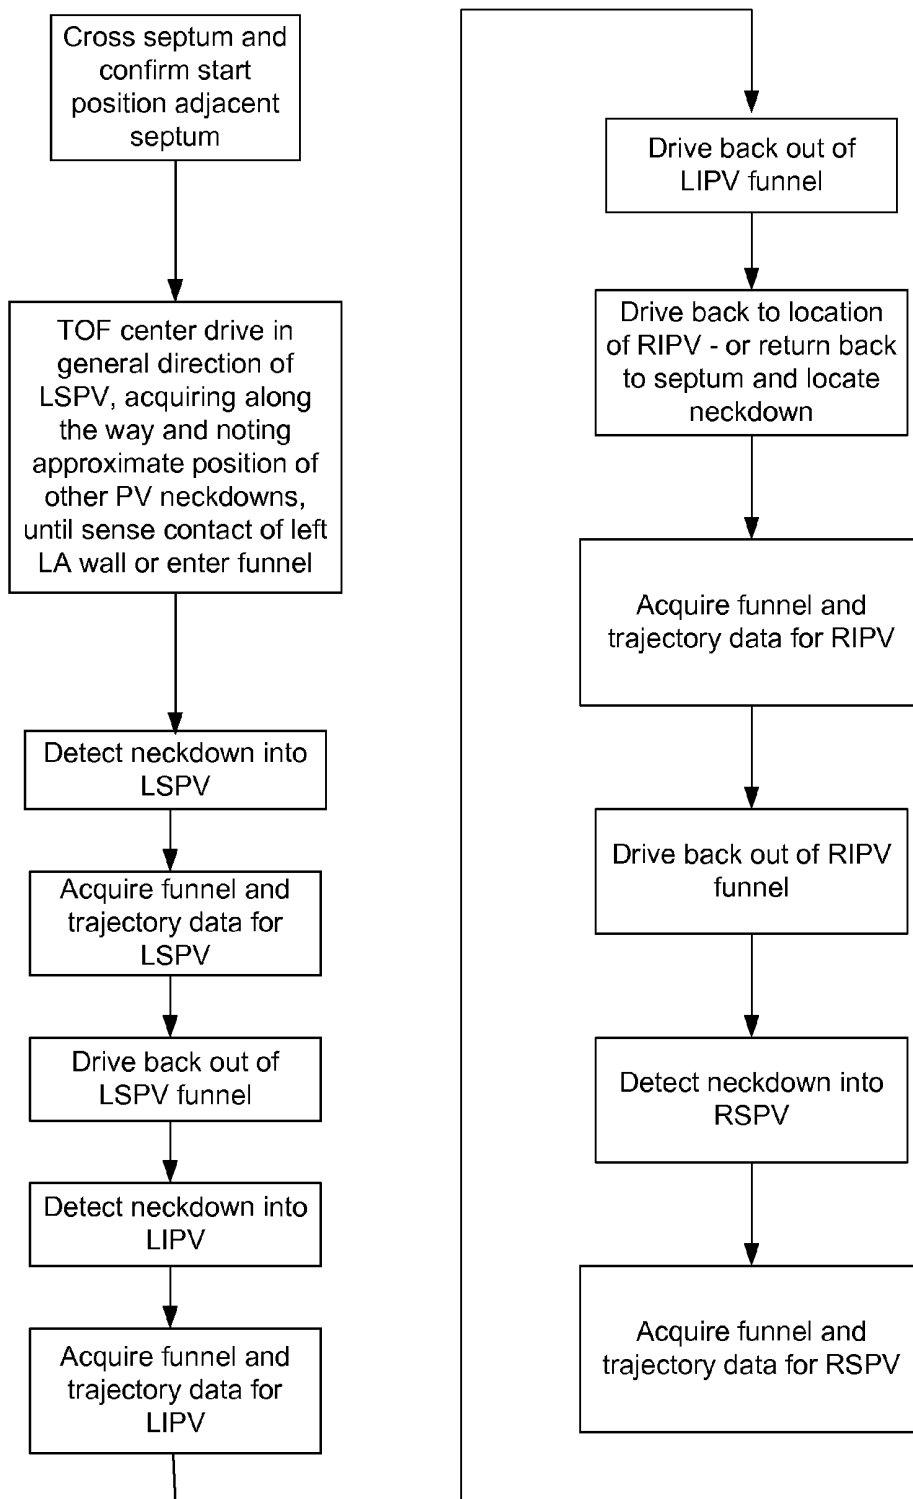 Cross septum and
confirm start
position adjacent
septum
TOF center drive in
general direction of
LSPV, acquiring along
the way and noting
approximate position of
other PV neckdowns,
until sense contact of left
LA wall or enter funnel
Detect neckdown into
LSPV
Acquire funnel and
trajectory data for
LSPV
Drive back out of
LSPV funnel
Detect neckdown into
LIPV
Acquire funnel and
trajectory data for
LIPV
Drive back out of
LIPV funnel
Drive back to location
of RIPV - or return back
to septum and locate
neckdown
Acquire funnel and
trajectory data for RIPV
Drive back out of RIPV
funnel
Detect neckdown into
RSPV
Acquire funnel and
trajectory data for RSPV